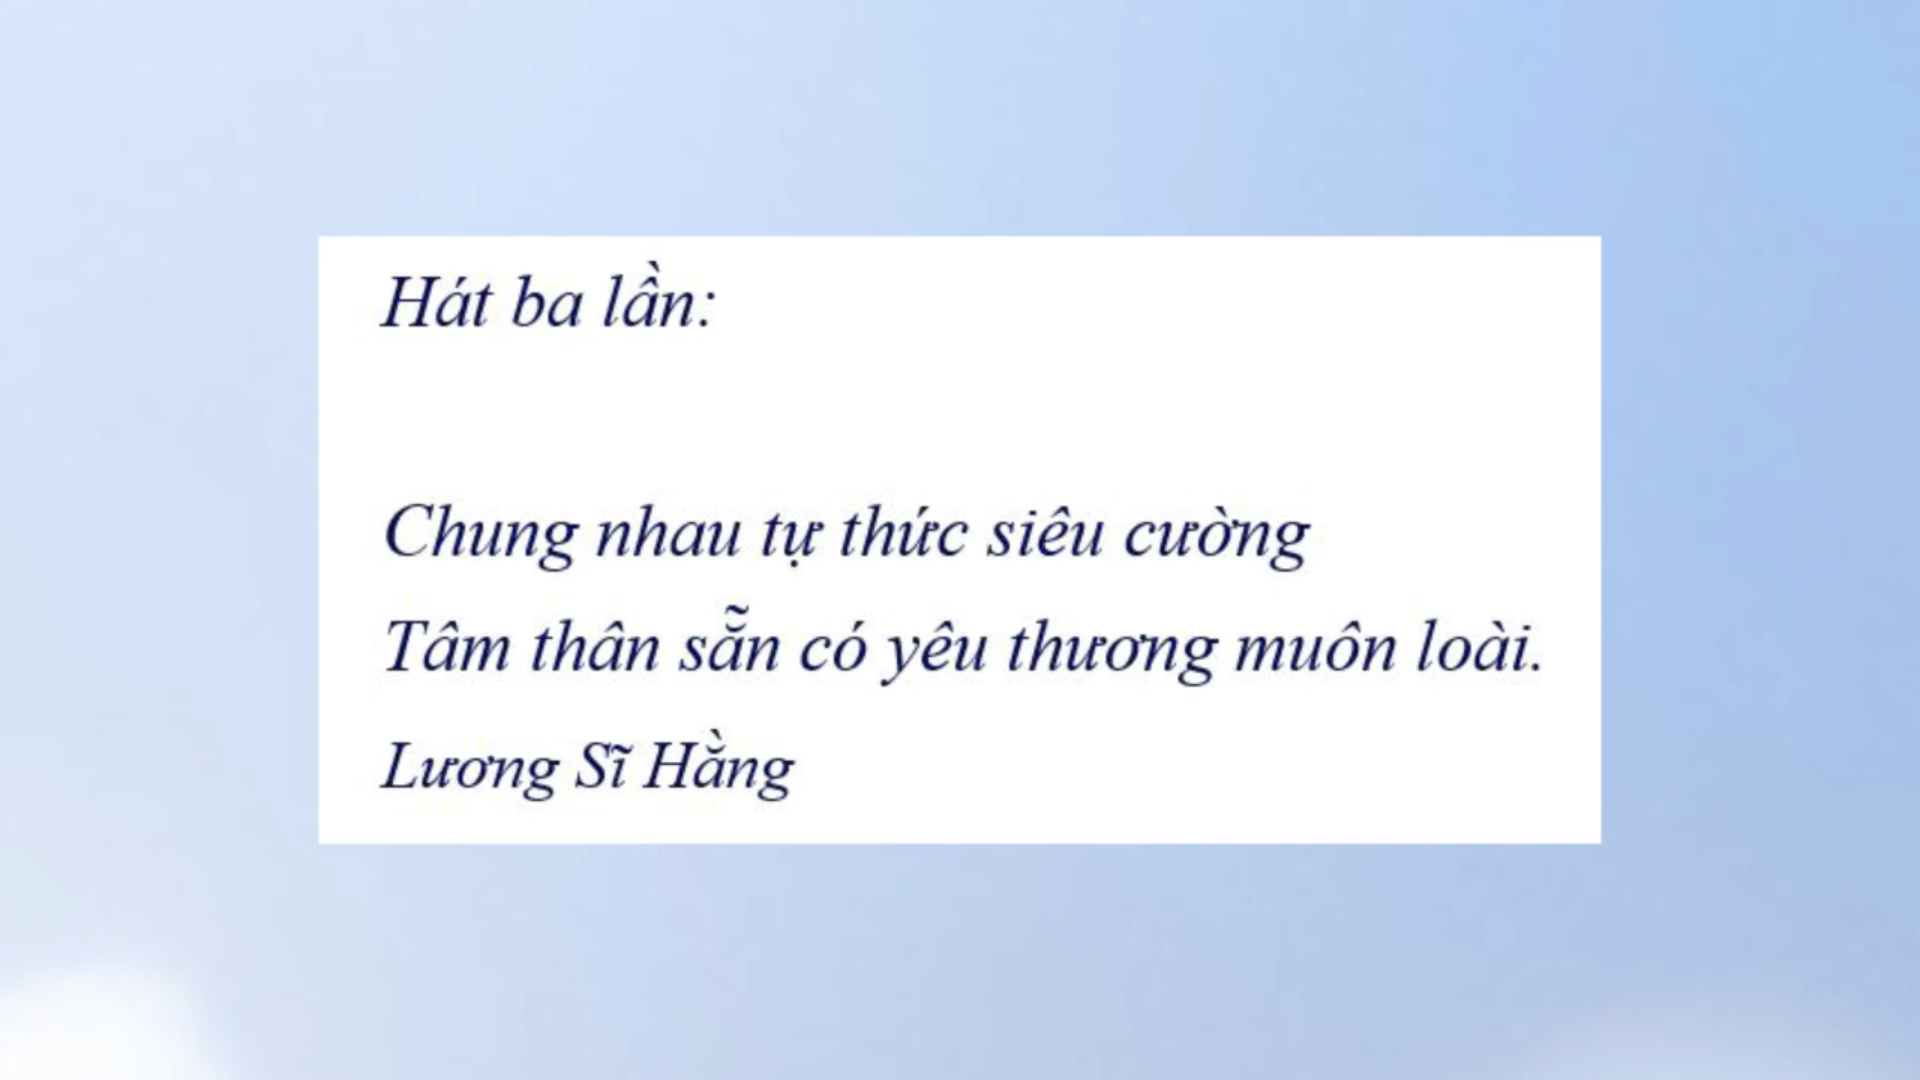 Hát ba lần:
Chung nhau tự thức siêu cường
Tâm thân sẵn có yêu thương muôn loài.
Lương Sĩ Hằng